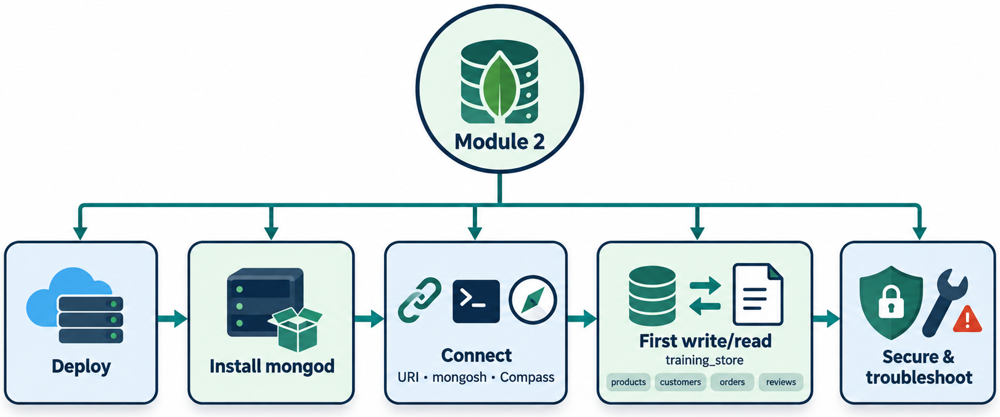 Module 2
Deploy
Install mongod
Connect
URI • mongosh • Compass
First write/read
training_store
products
customers
orders
reviews
Secure &
troubleshoot